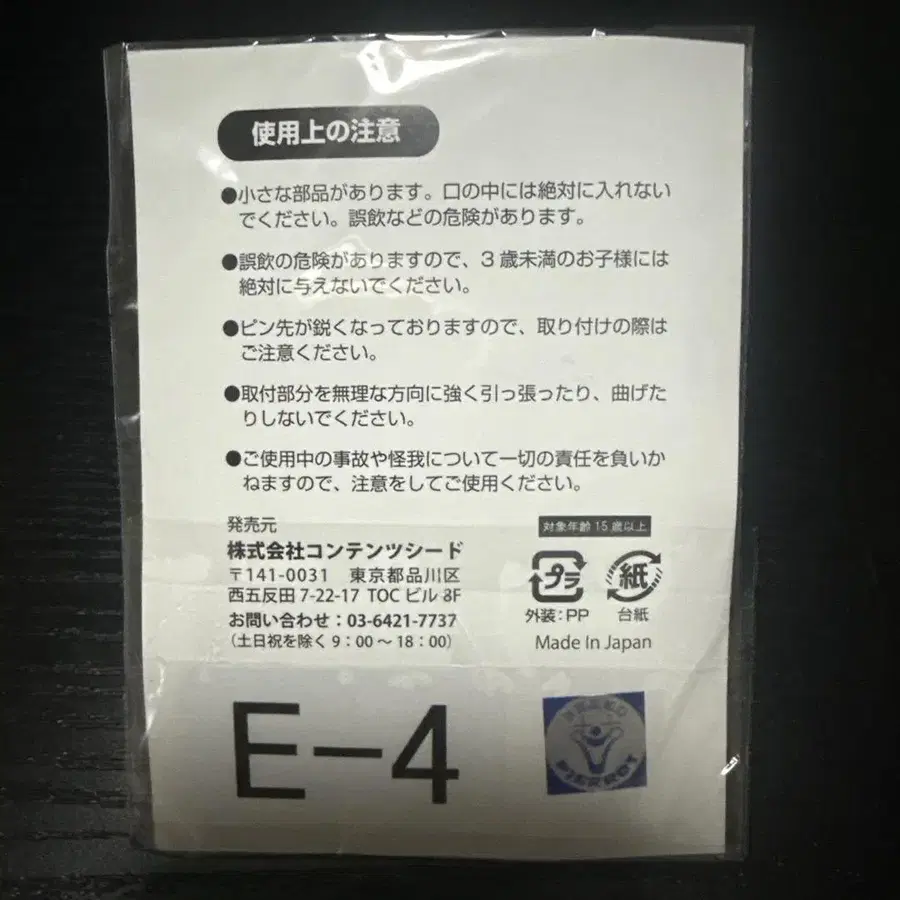 使用上の注意
●小さな部品があります。口の中には絶対に入れない
でください。誤飲などの危険があります。
●誤飲の危険がありますので、3歳未満のお子様には
絶対に与えないでください。
●ピン先が鋭くなっておりますので、取り付けの際は
ご注意ください。
●取付部分を無理な方向に強く引っ張ったり、曲げた
りしないでください。
●ご使用中の事故や怪我について一切の責任を負いか
ねますので、注意をしてご使用ください。
発売元
株式会社コンテンツシード
〒141-0031 東京都品川区
西五反田 7-22-17 TOC ビル 8F
お問い合わせ:03-6421-7737
(土日祝を除く 9:00〜18:00)
対象年齢 15 歳以上
プラ
紙
外装:PP
台紙
Made In Japan
E-4
PIERROT